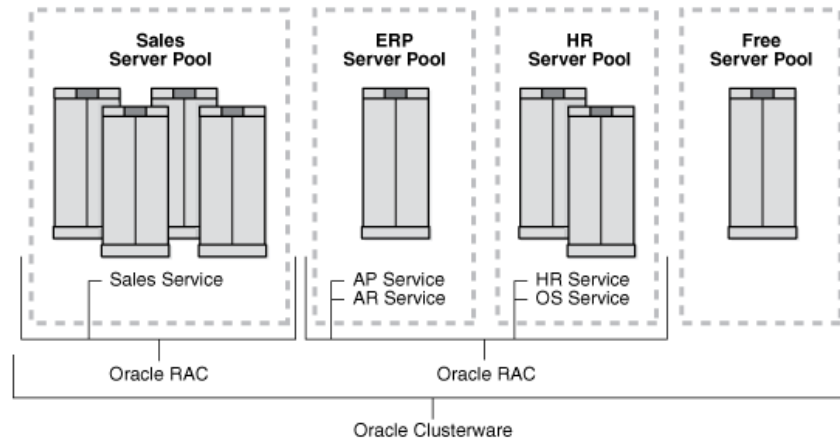 Sales
Server Pool
ERP
Server Pool
HR
Server Pool
Free
Server Pool
Sales Service
AP Service
AR Service
HR Service
OS Service
Oracle RAC
Oracle RAC
Oracle Clusterware